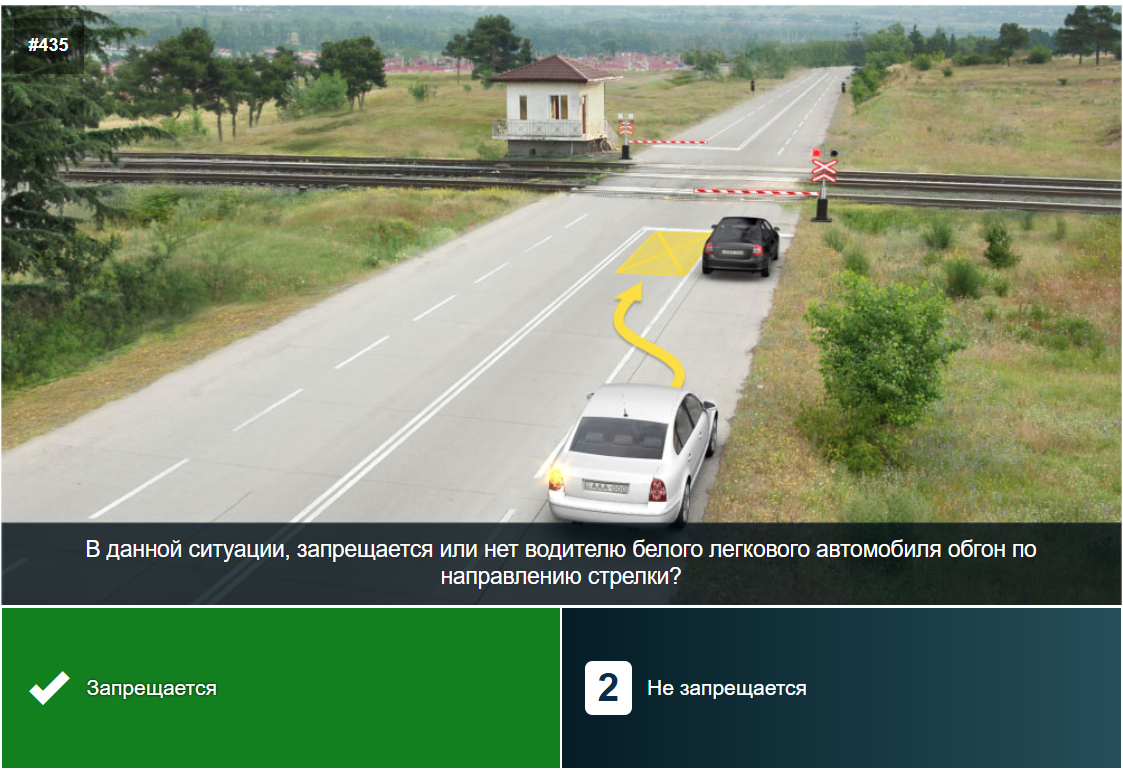 #435
AAA-000
В данной ситуации, запрещается или нет водителю белого легкового автомобиля обгон по
направлению стрелки?
Запрещается
2 Не запрещается